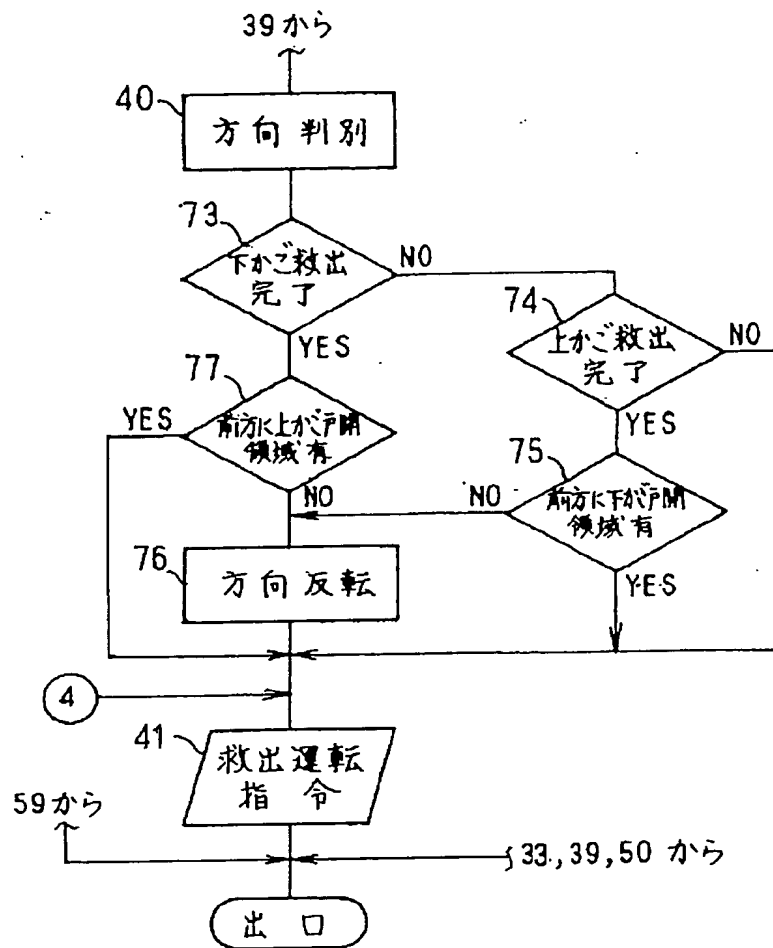 39から
40
方向判別
73
下かご救出
完了
NO
YES
74
上かご救出
完了
NO
YES
77
YES
前方に上かご戸開
領域有
NO
75
NO
前方に下かご戸開
領域有
YES
76
方向反転
4
41
救出運転
指令
59から
33,39,50から
出口